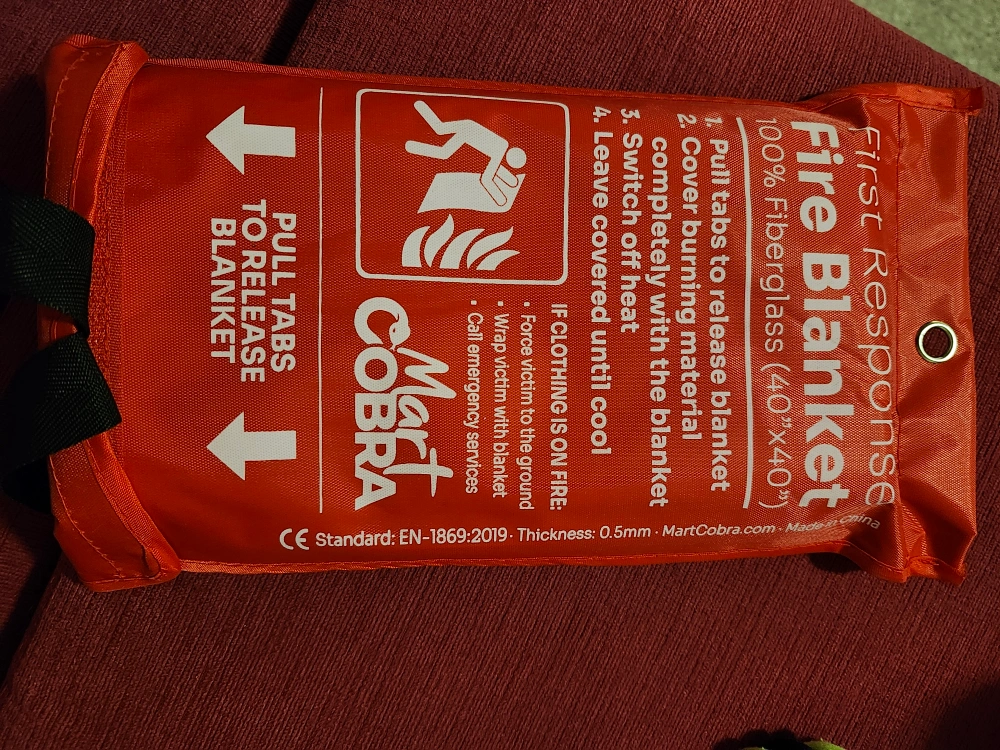 First Response
Fire Blanket
100% Fiberglass (40”x40”)
1. Pull tabs to release blanket
2. Cover burning material
completely with the blanket
3. Switch off heat
4. Leave covered until cool
IF CLOTHING IS ON FIRE:
· Force victim to the ground
· Wrap victim with blanket
· Call emergency services
Mart
COBRA
PULL TABS
TO RELEASE
BLANKET
CE Standard: EN-1869:2019 · Thickness: 0.5mm · MartCobra.com · Made in China